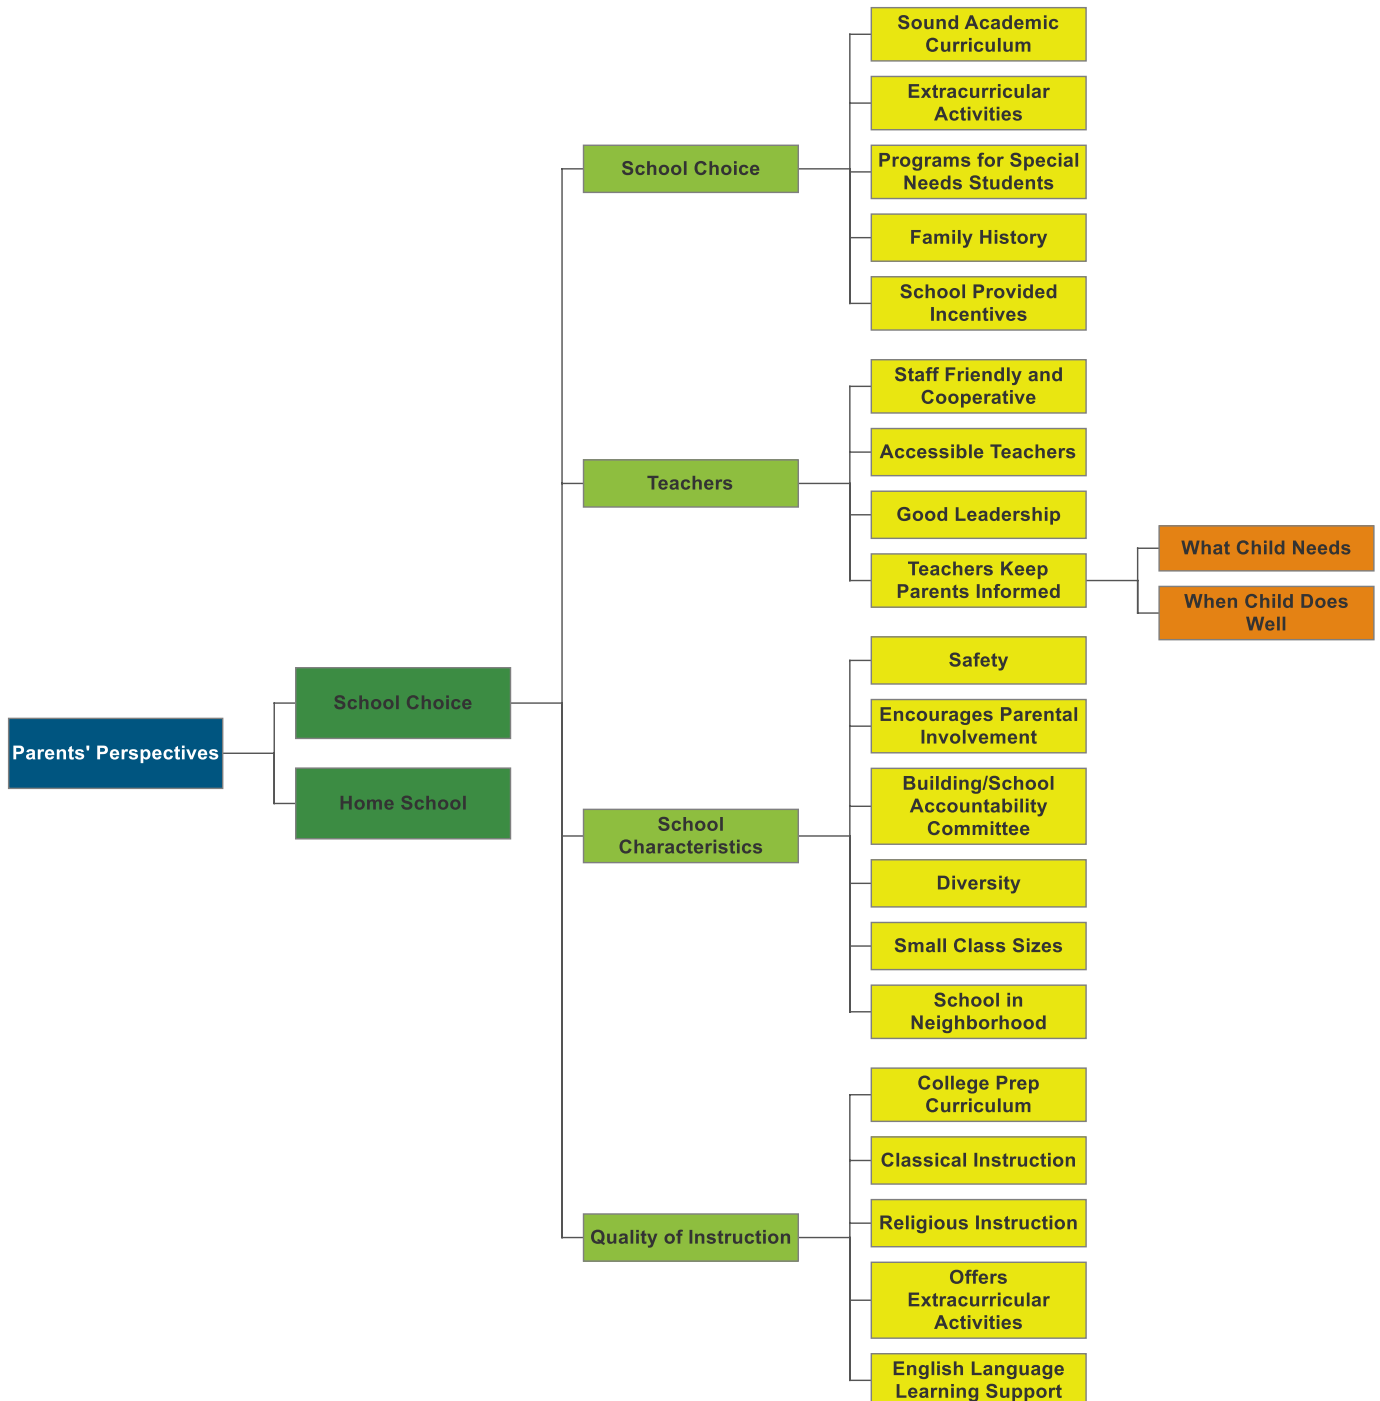 Parents' Perspectives
School Choice
Home School
School Choice
Sound Academic
Curriculum
Extracurricular
Activities
Programs for Special
Needs Students
Family History
School Provided
Incentives
Teachers
Staff Friendly and
Cooperative
Accessible Teachers
Good Leadership
Teachers Keep
Parents Informed
What Child Needs
When Child Does
Well
School
Characteristics
Safety
Encourages Parental
Involvement
Building/School
Accountability
Committee
Diversity
Small Class Sizes
School in
Neighborhood
Quality of Instruction
College Prep
Curriculum
Classical Instruction
Religious Instruction
Offers
Extracurricular
Activities
English Language
Learning Support